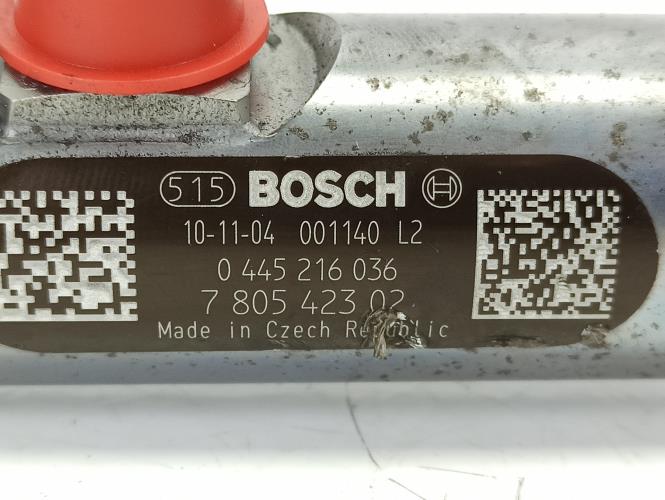 515 BOSCH
10-11-04 001140 L2
0 445 216 036
7 805 423 02
Made in Czech Republic